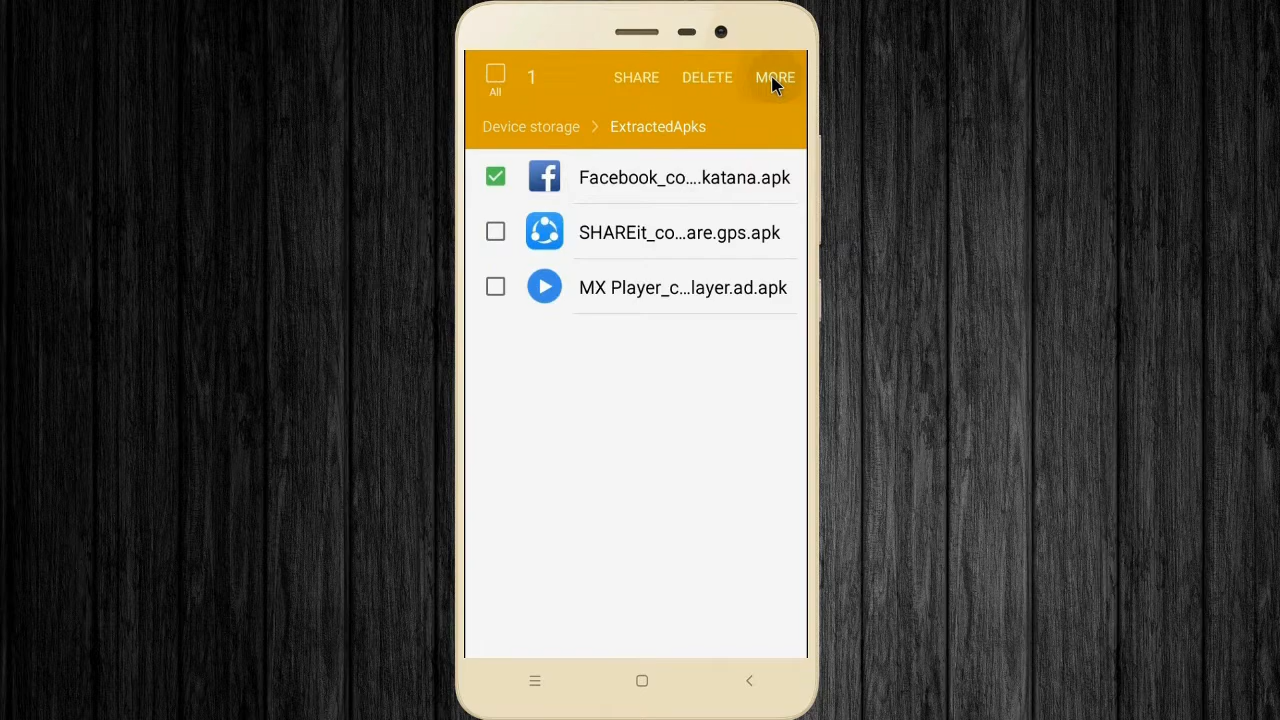 1 SHARE DELETE MORE
All
Device storage > ExtractedApks
Facebook_co....katana.apk
SHAREit_co...are.gps.apk
MX Player_c...layer.ad.apk